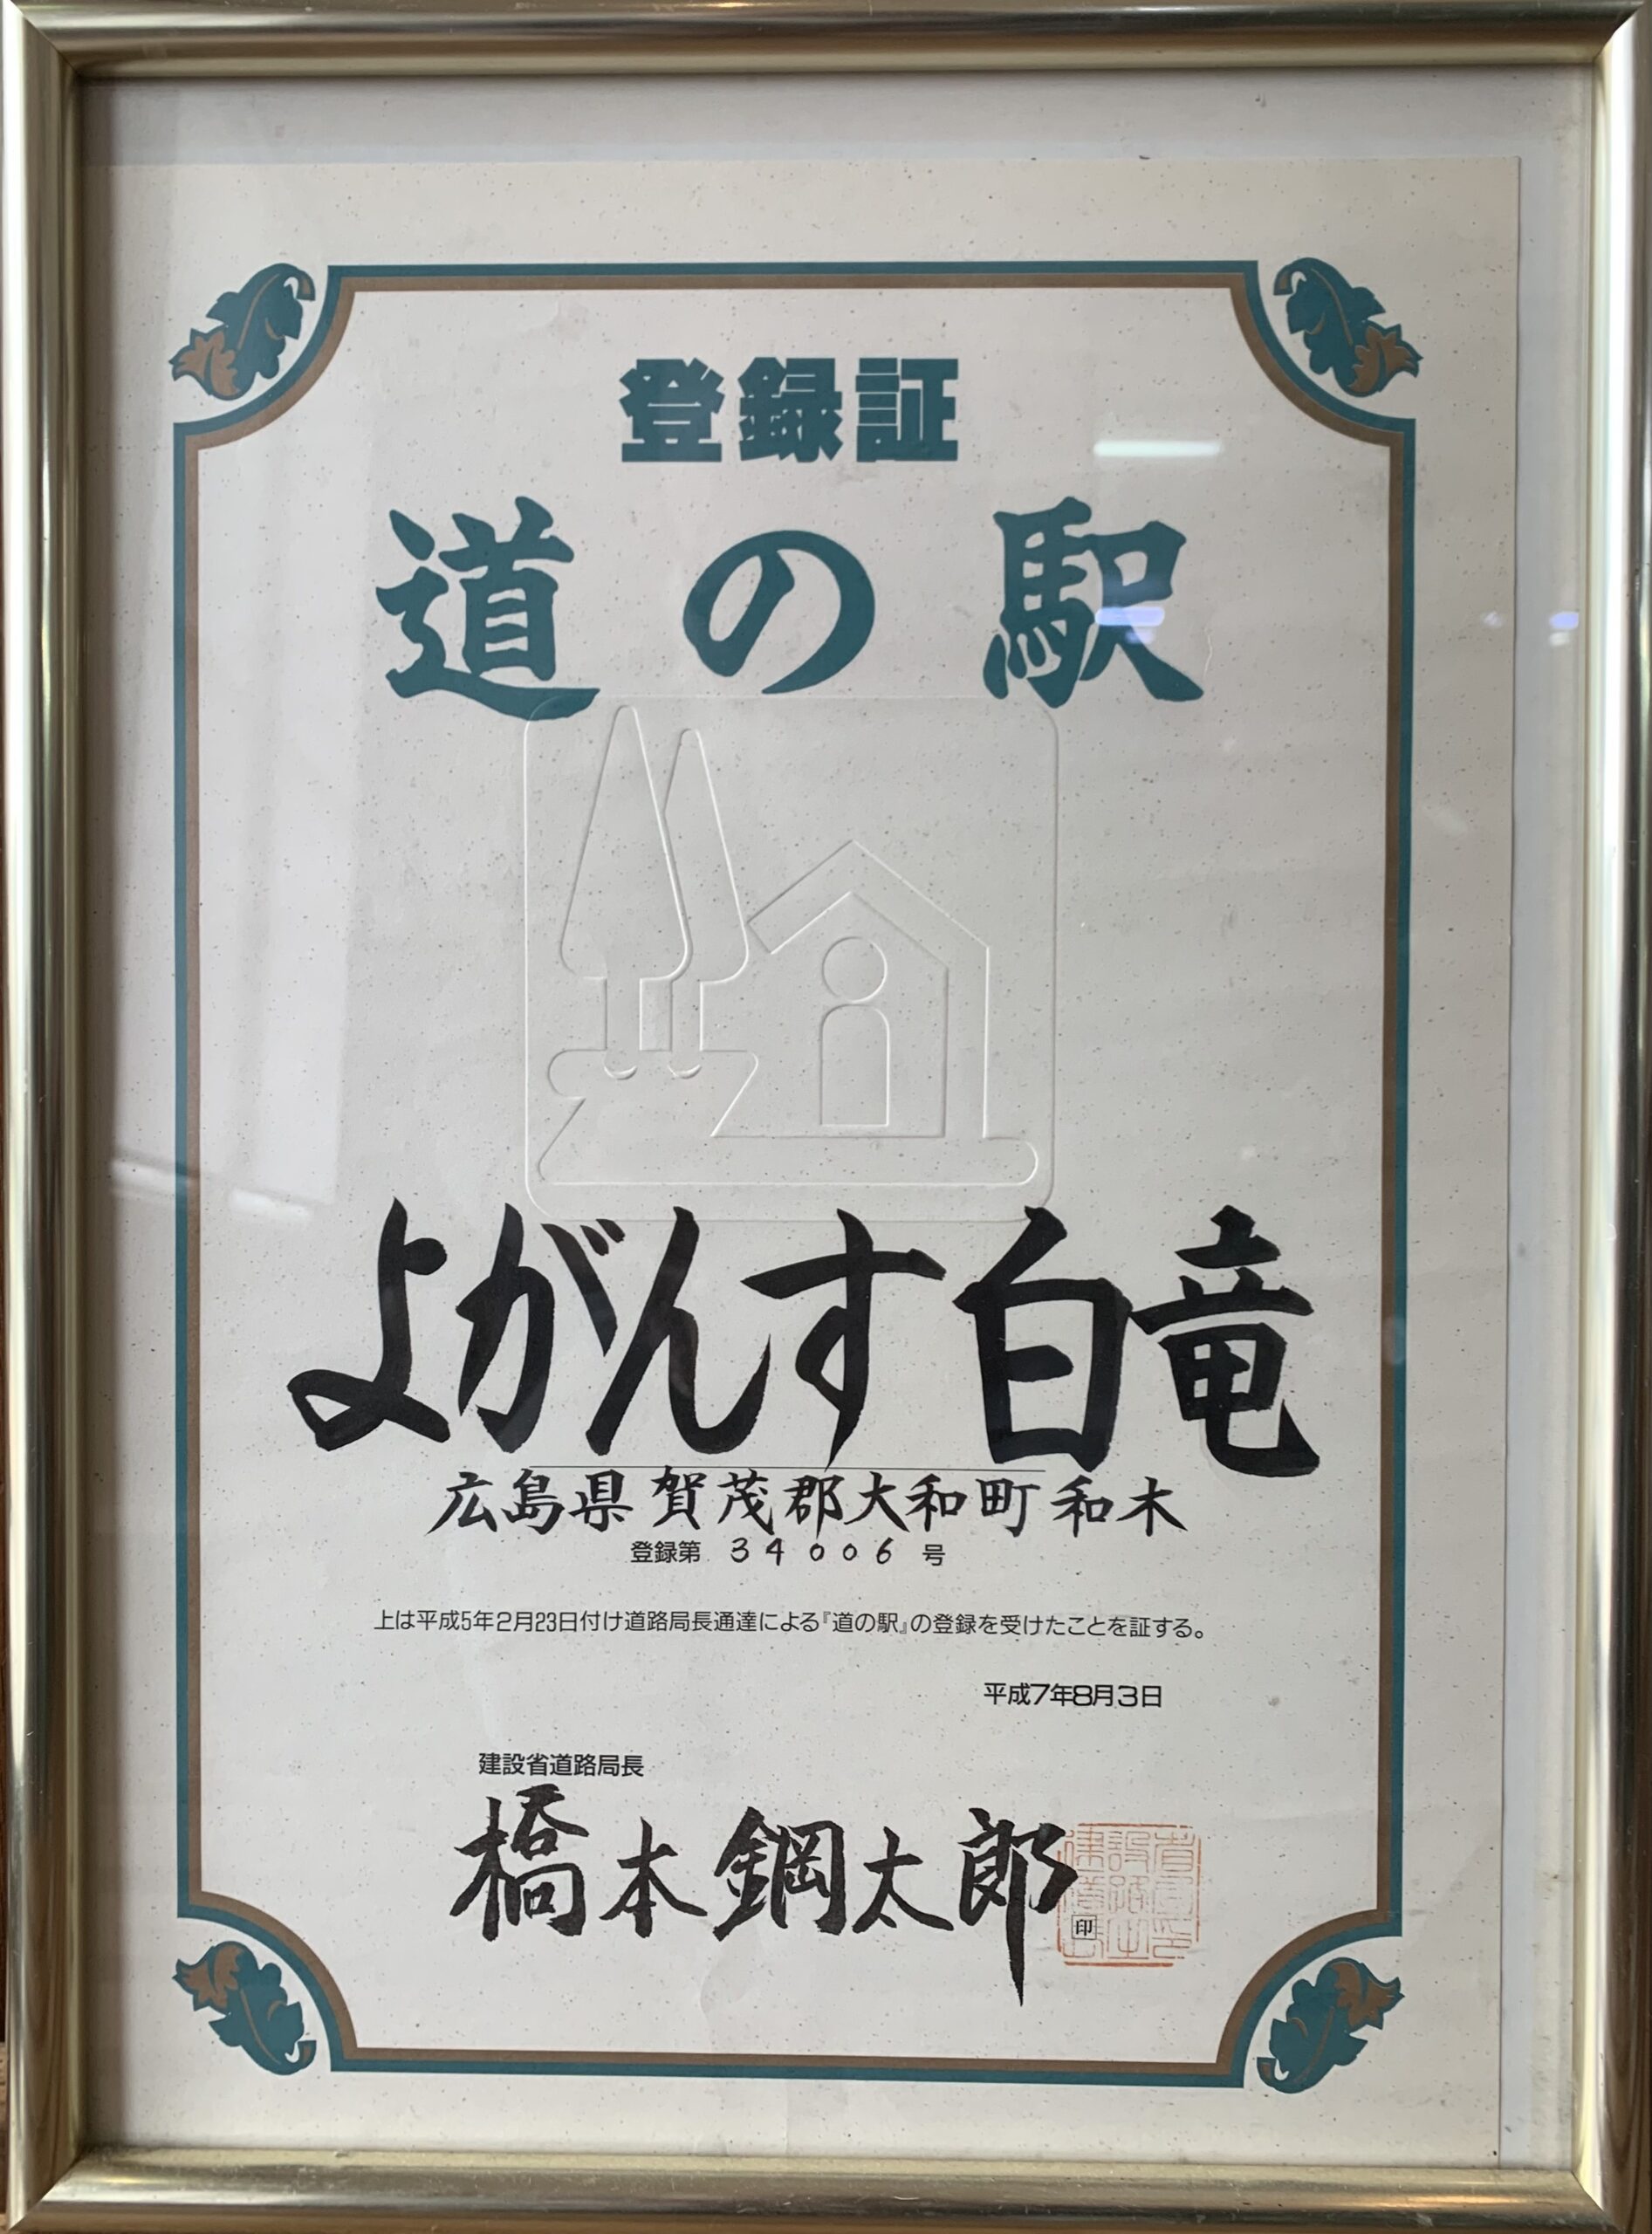 登録証
道の駅
よがんす白竜
広島県賀茂郡大和町和木
登録第 34006 号
上は平成5年2月23日付け道路局長通達による『道の駅』の登録を受けたことを証する。
平成7年8月3日
建設省道路局長
橋本鋼太郎
印